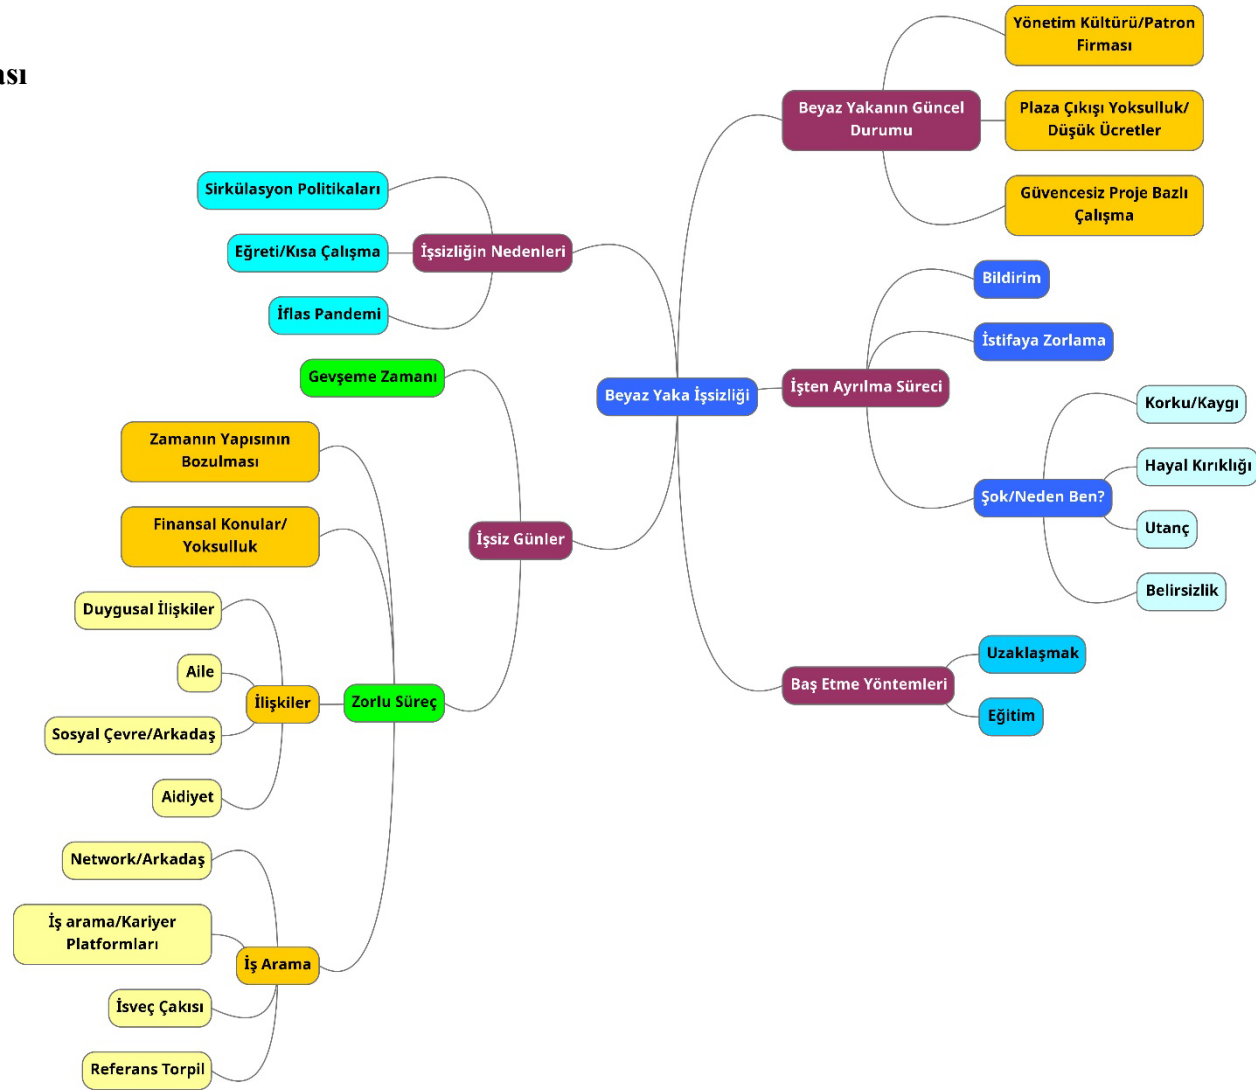 ası
Yönetim Kültürü/Patron
Firması
Beyaz Yakanın Güncel
Durumu
Plaza Çıkışı Yoksulluk/
Düşük Ücretler
Güvencesiz Proje Bazlı
Çalışma
Sirkülasyon Politikaları
İşsizliğin Nedenleri
Eğreti/Kısa Çalışma
İflas Pandemi
Bildirim
İstifaya Zorlama
İşten Ayrılma Süreci
Korku/Kaygı
Hayal Kırıklığı
Şok/Neden Ben?
Utanç
Belirsizlik
Beyaz Yaka İşsizliği
Gevşeme Zamanı
Zamanın Yapısının
Bozulması
Finansal Konular/
Yoksulluk
İşsiz Günler
Duygusal İlişkiler
Aile
İlişkiler
Zorlu Süreç
Sosyal Çevre/Arkadaş
Aidiyet
Uzaklaşmak
Baş Etme Yöntemleri
Eğitim
Network/Arkadaş
İş arama/Kariyer
Platformları
İş Arama
İsveç Çakısı
Referans Torpil